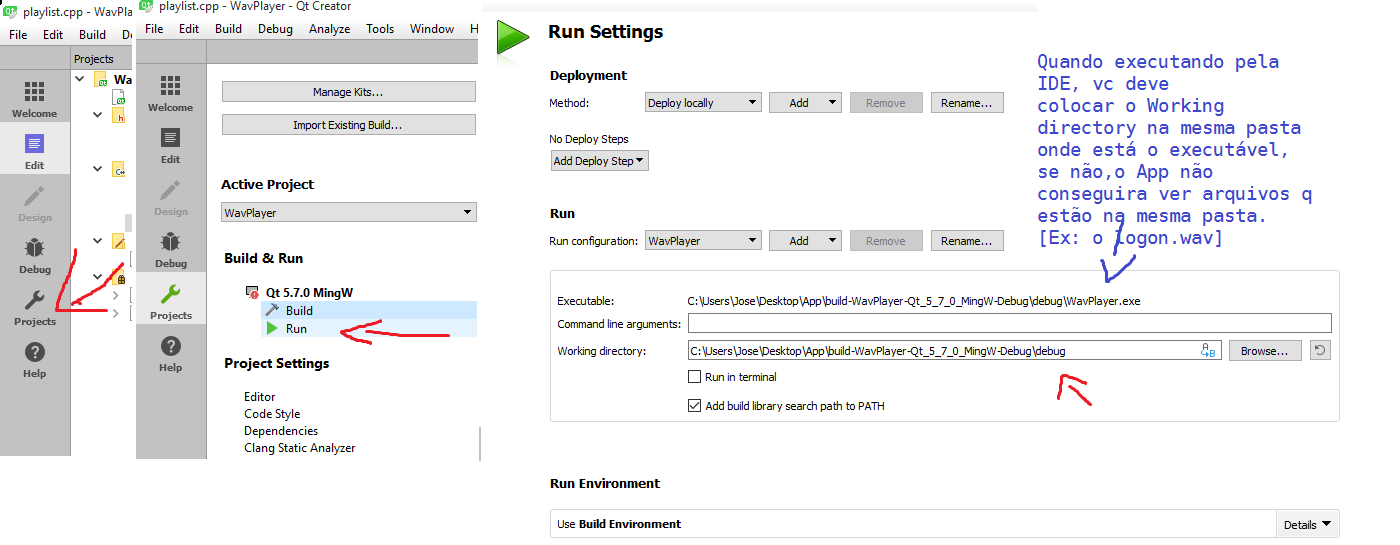 playlist.cpp - WavPl
File Edit Build D
Projects
Wa
Welcome
Edit
Design
Debug
Projects
Help
playlist.cpp - WavPlayer - Qt Creator
File Edit Build Debug Analyze Tools Window H
Welcome
Edit
Design
Debug
Projects
Help
Manage Kits...
Import Existing Build...
Active Project
WavPlayer
Build & Run
Qt 5.7.0 MingW
Build
Run
Project Settings
Editor
Code Style
Dependencies
Clang Static Analyzer
Run Settings
Deployment
Method: Deploy locally Add Remove Rename...
No Deploy Steps
Add Deploy Step
Run
Run configuration: WavPlayer Add Remove Rename...
Executable: C:\Users\Jose\Desktop\App\build-WavPlayer-Qt_5_7_0_MingW-Debug\debug\WavPlayer.exe
Command line arguments:
Working directory: C:\Users\Jose\Desktop\App\build-WavPlayer-Qt_5_7_0_MingW-Debug\debug Browse...
Run in terminal
Add build library search path to PATH
Run Environment
Use Build Environment Details
Quando executando pela
IDE, vc deve
colocar o Working
directory na mesma pasta
onde está o executável,
se não,o App não
conseguira ver arquivos q
estão na mesma pasta.
[Ex: o logon.wav]